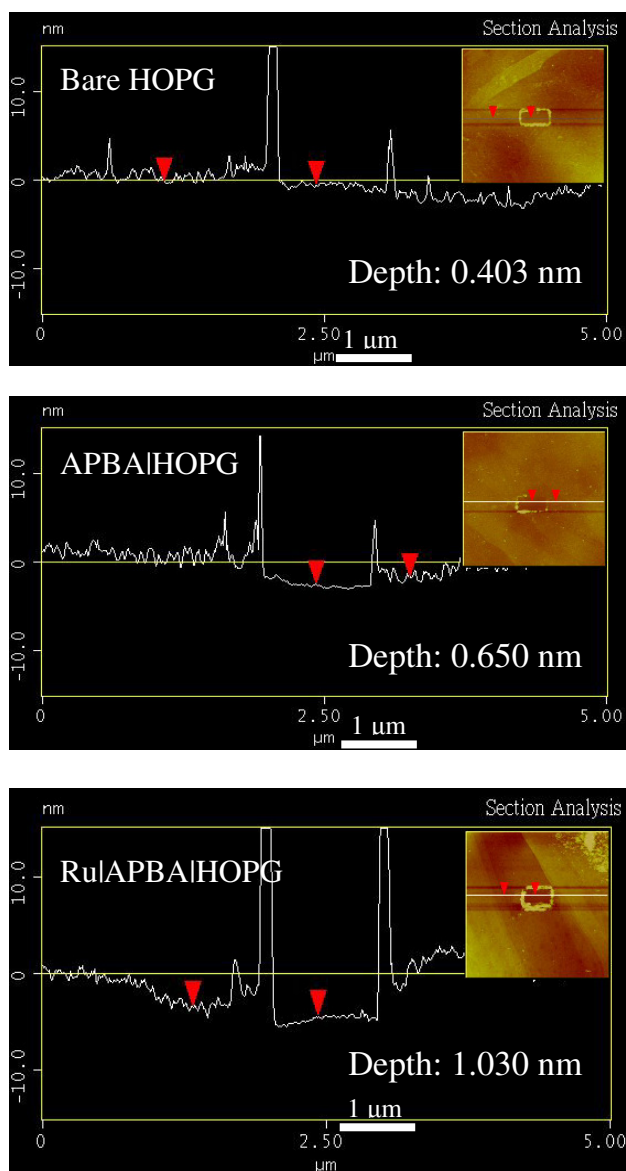 nm
Section Analysis
Bare HOPG
10.0
0
-10.0
Depth: 0.403 nm
0
2.50
5.00
µm
1 µm
nm
Section Analysis
APBA|HOPG
10.0
0
-10.0
Depth: 0.650 nm
0
2.50
5.00
µm
1 µm
nm
Section Analysis
Ru|APBA|HOPG
10.0
0
-10.0
Depth: 1.030 nm
0
2.50
5.00
µm
1 µm